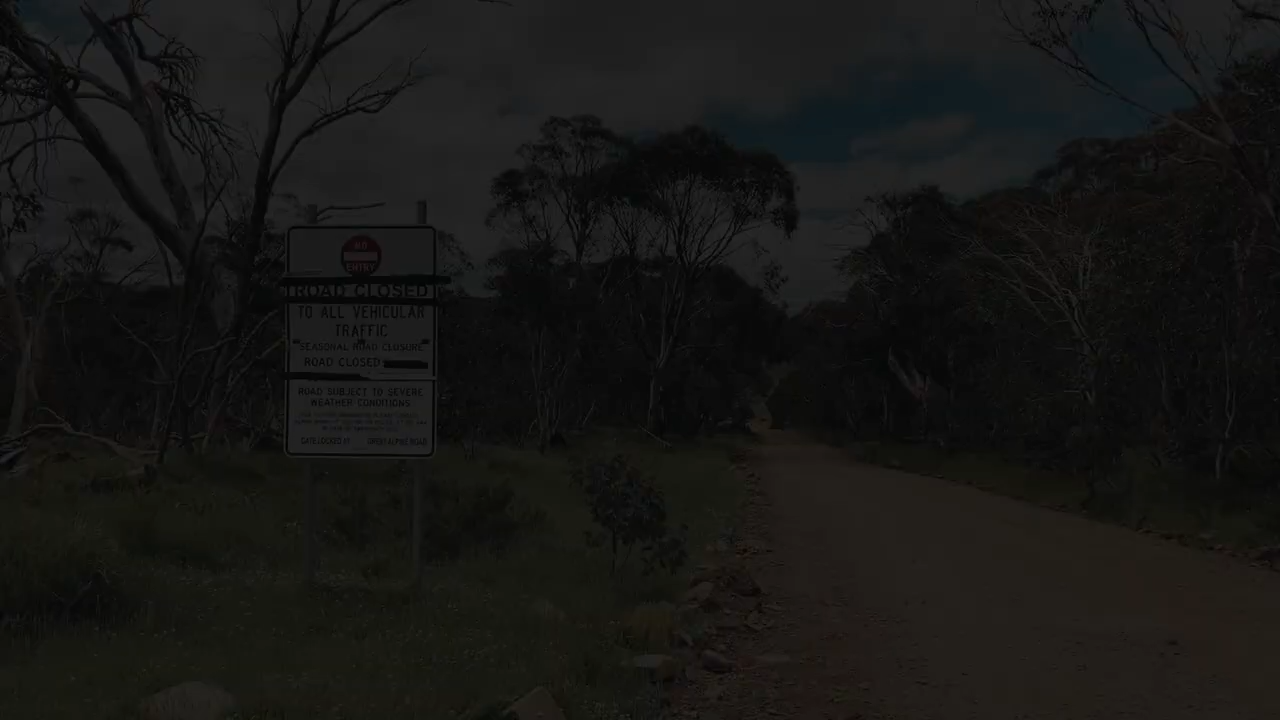 NO
ENTRY
ROAD CLOSED
TO ALL VEHICULAR
TRAFFIC
"SEASONAL ROAD CLOSURE"
ROAD CLOSED
ROAD SUBJECT TO SEVERE
WEATHER CONDITIONS
GATE LOCKED AT GREAT ALPINE ROAD